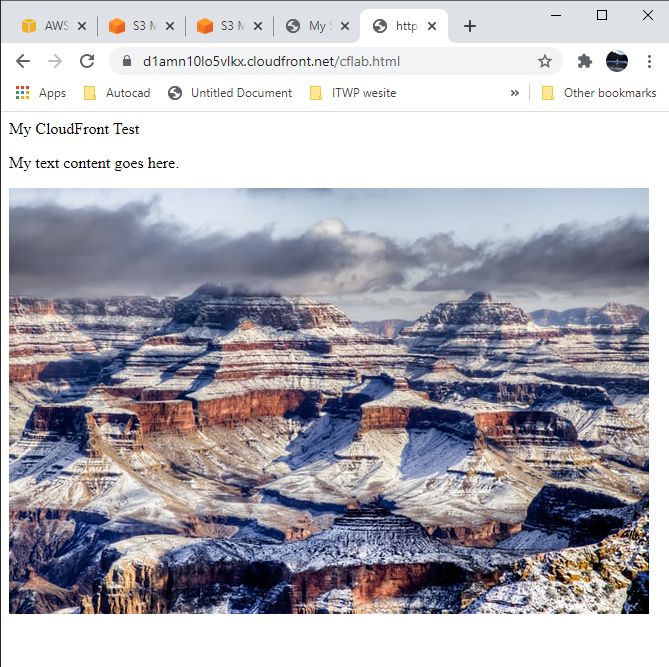 AWS
S3 M
S3 M
My S
http
d1amn10lo5vlkx.cloudfront.net/cflab.html
Apps
Autocad
Untitled Document
ITWP wesite
»
Other bookmarks
My CloudFront Test
My text content goes here.